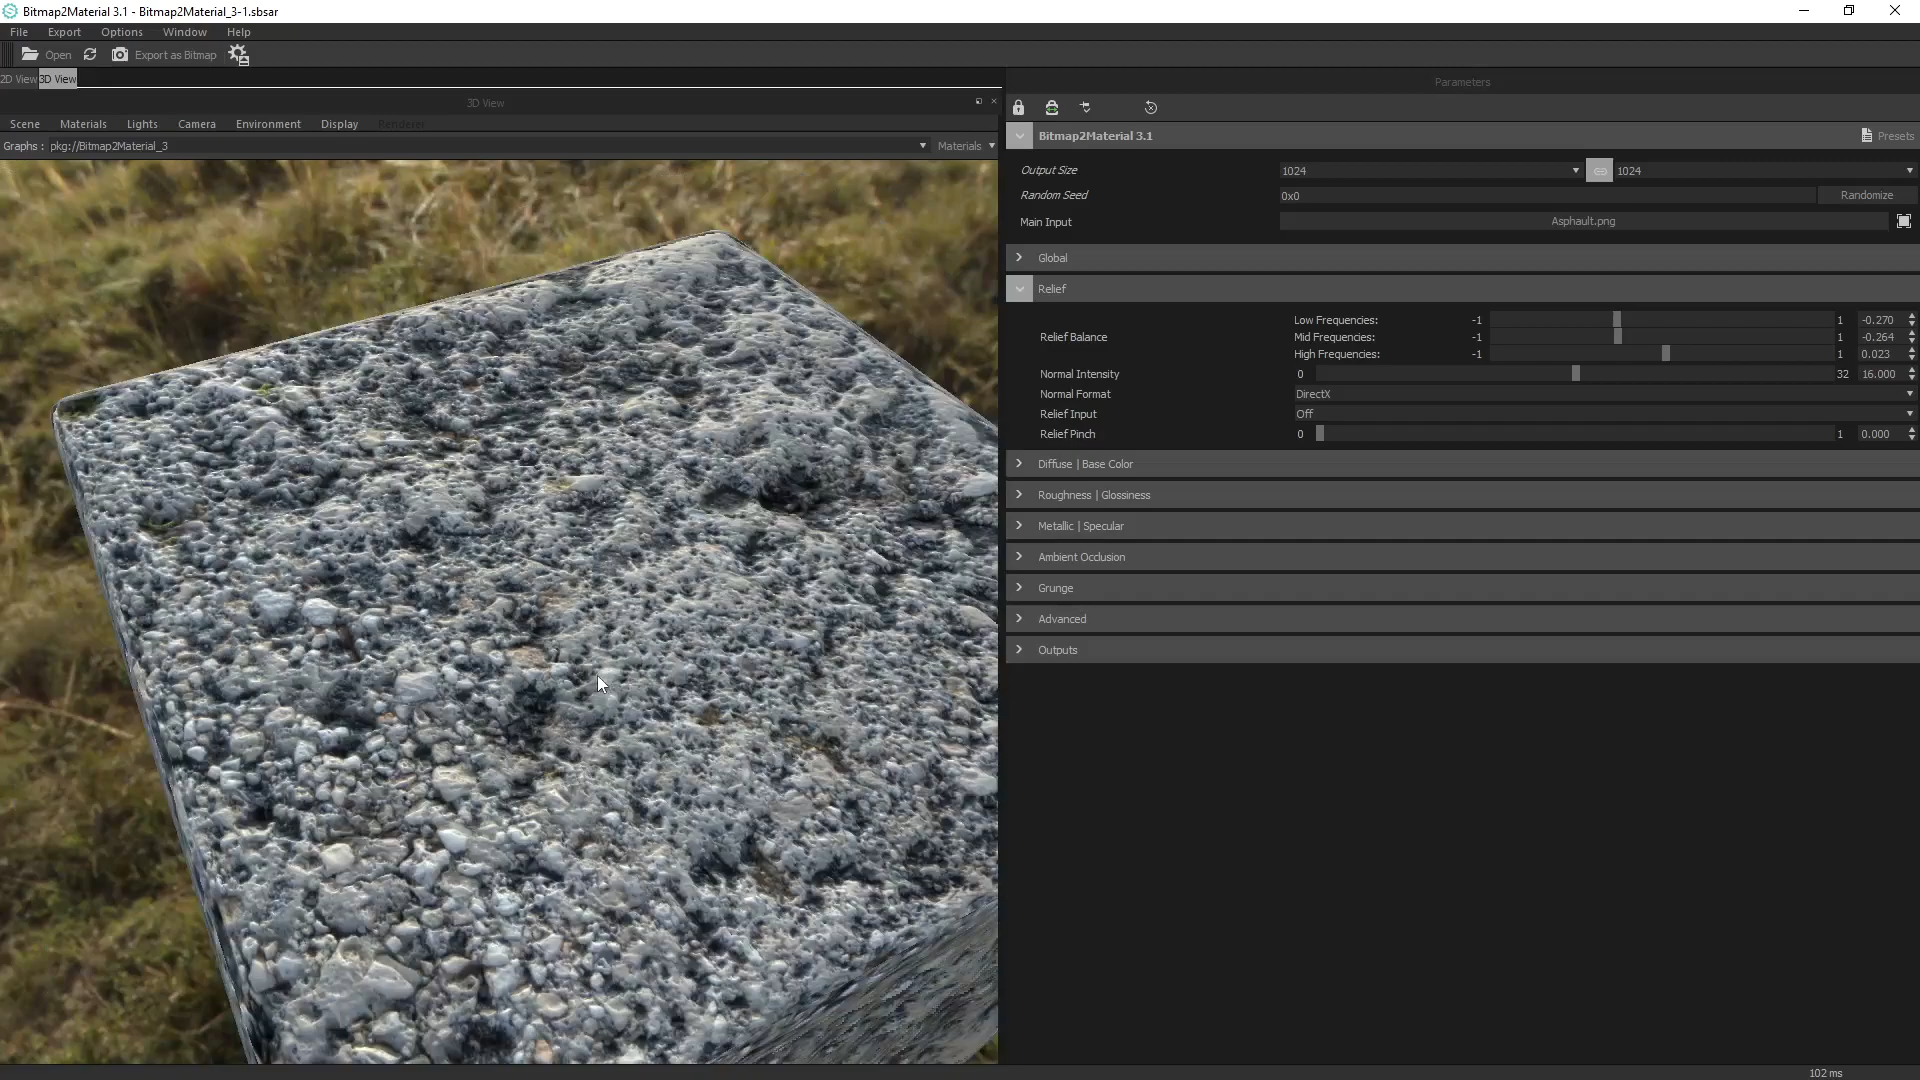 Bitmap2Material 3.1 - Bitmap2Material_3-1.sbsar
File Export Options Window Help
Open Export as Bitmap
2D View 3D View
3D View
Parameters
Scene Materials Lights Camera Environment Display Renderer
Graphs : pkg://Bitmap2Material_3 Materials
Bitmap2Material 3.1 Presets
Output Size 1024 1024
Random Seed 0x0 Randomize
Main Input Asphault.png
Global
Relief
Relief Balance
Low Frequencies: -1 1 -0.270
Mid Frequencies: -1 1 -0.264
High Frequencies: -1 1 0.023
Normal Intensity 0 32 16.000
Normal Format DirectX
Relief Input Off
Relief Pinch 0 1 0.000
Diffuse | Base Color
Roughness | Glossiness
Metallic | Specular
Ambient Occlusion
Grunge
Advanced
Outputs
102 ms